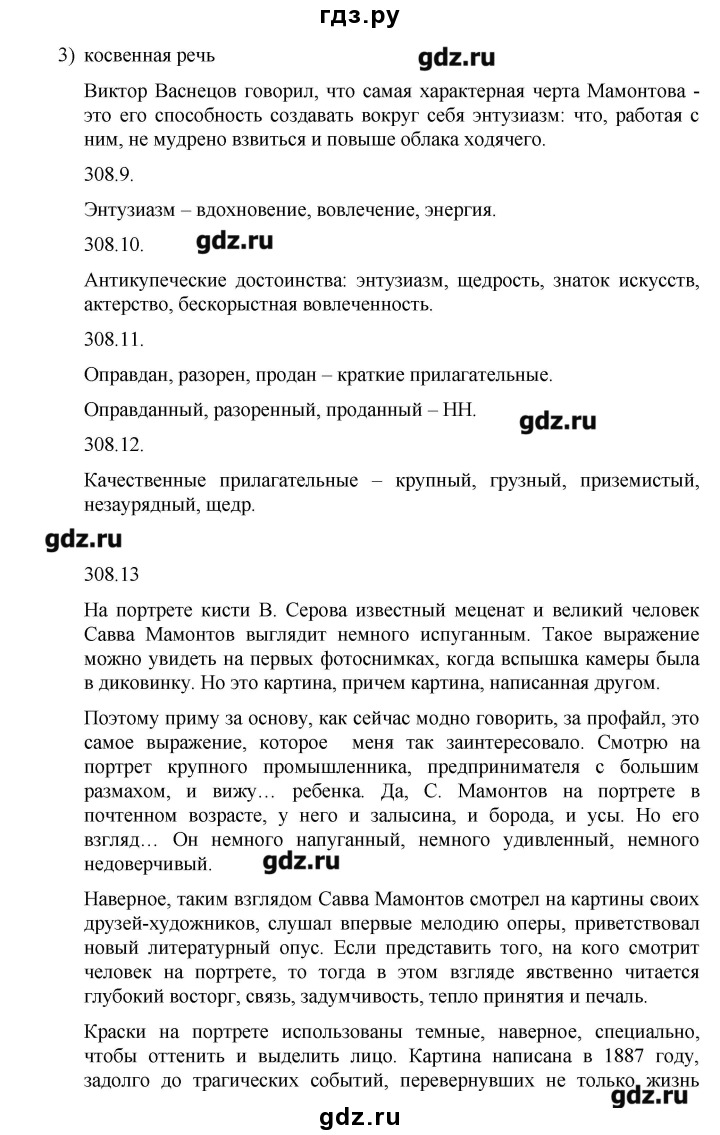 гдз.ру
3) косвенная речь
gdz.ru
Виктор Васнецов говорил, что самая характерная черта Мамонтова -
это его способность создавать вокруг себя энтузиазм: что, работая с
ним, не мудрено взвиться и повыше облака ходячего.
308.9.
Энтузиазм – вдохновение, вовлечение, энергия.
308.10.
gdz.ru
Антикупеческие достоинства: энтузиазм, щедрость, знаток искусств,
актерство, бескорыстная вовлеченность.
308.11.
Оправдан, разорен, продан – краткие прилагательные.
Оправданный, разоренный, проданный – НН.
gdz.ru
308.12.
Качественные прилагательные – крупный, грузный, приземистый,
незаурядный, щедр.
gdz.ru
308.13
На портрете кисти В. Серова известный меценат и великий человек
Савва Мамонтов выглядит немного испуганным. Такое выражение
можно увидеть на первых фотоснимках, когда вспышка камеры была
в диковинку. Но это картина, причем картина, написанная другом.
Поэтому приму за основу, как сейчас модно говорить, за профайл, это
самое выражение, которое меня так заинтересовало. Смотрю на
портрет крупного промышленника, предпринимателя с большим
размахом, и вижу… ребенка. Да, С. Мамонтов на портрете в
почтенном возрасте, у него и залысина, и борода, и усы. Но его
взгляд… Он немного напуганный, немного удивленный, немного
недоверчивый.
gdz.ru
Наверное, таким взглядом Савва Мамонтов смотрел на картины своих
друзей-художников, слушал впервые мелодию оперы, приветствовал
новый литературный опус. Если представить того, на кого смотрит
человек на портрете, то тогда в этом взгляде явственно читается
глубокий восторг, связь, задумчивость, тепло принятия и печаль.
Краски на портрете использованы темные, наверное, специально,
чтобы оттенить и выделить лицо. Картина написана в 1887 году,
задолго до трагических событий, перевернувших не только жизнь
gdz.ru
gdz.ru